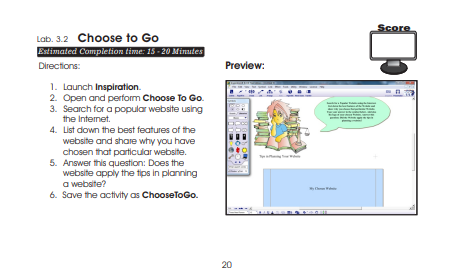 Lab. 3.2 Choose to Go
Score
Estimated Completion time: 15 - 20 Minutes
Directions:
Preview:
1. Launch Inspiration.
2. Open and perform Choose To Go.
3. Search for a popular website using
the Internet.
4. List down the best features of the
website and share why you have
chosen that particular website.
5. Answer this question: Does the
website apply the tips in planning
a website?
6. Save the activity as ChooseToGo.
Tips in Planning Your Website
My Chosen Website
20